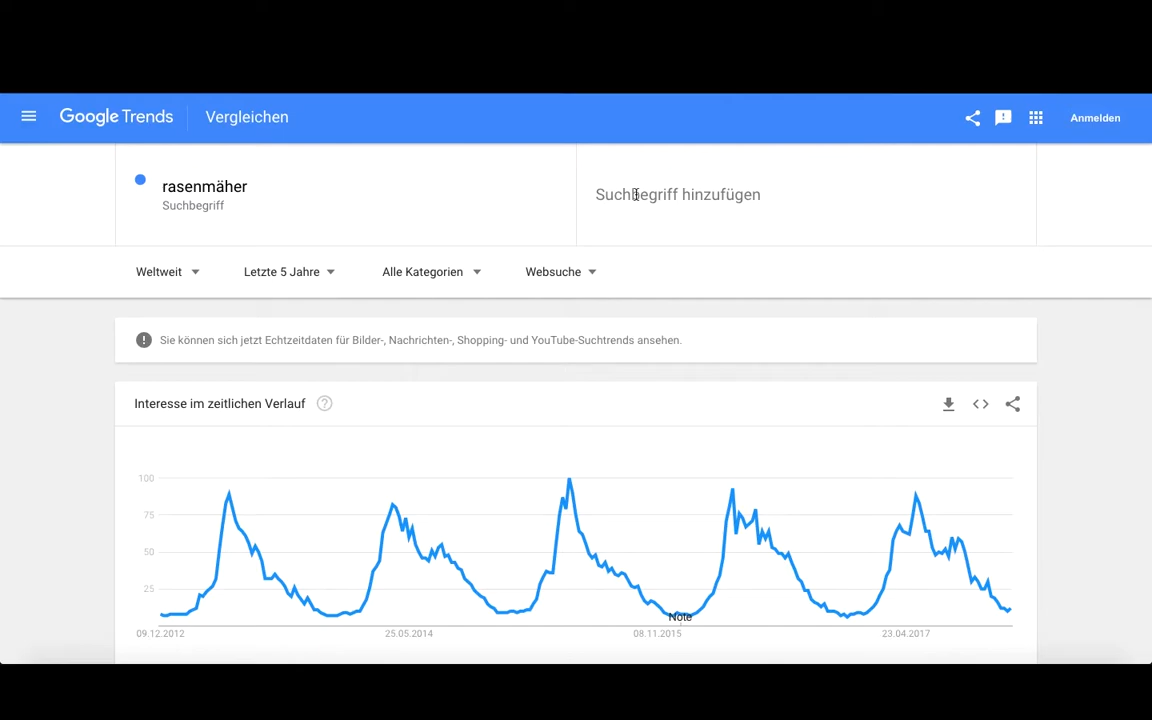 Google Trends Vergleichen Anmelden
rasenmäher
Suchbegriff
Suchbegriff hinzufügen
Weltweit Letzte 5 Jahre Alle Kategorien Websuche
Sie können sich jetzt Echtzeitdaten für Bilder-, Nachrichten-, Shopping- und YouTube-Suchtrends ansehen.
Interesse im zeitlichen Verlauf
100
75
50
25
Note
09.12.2012 25.05.2014 08.11.2015 23.04.2017